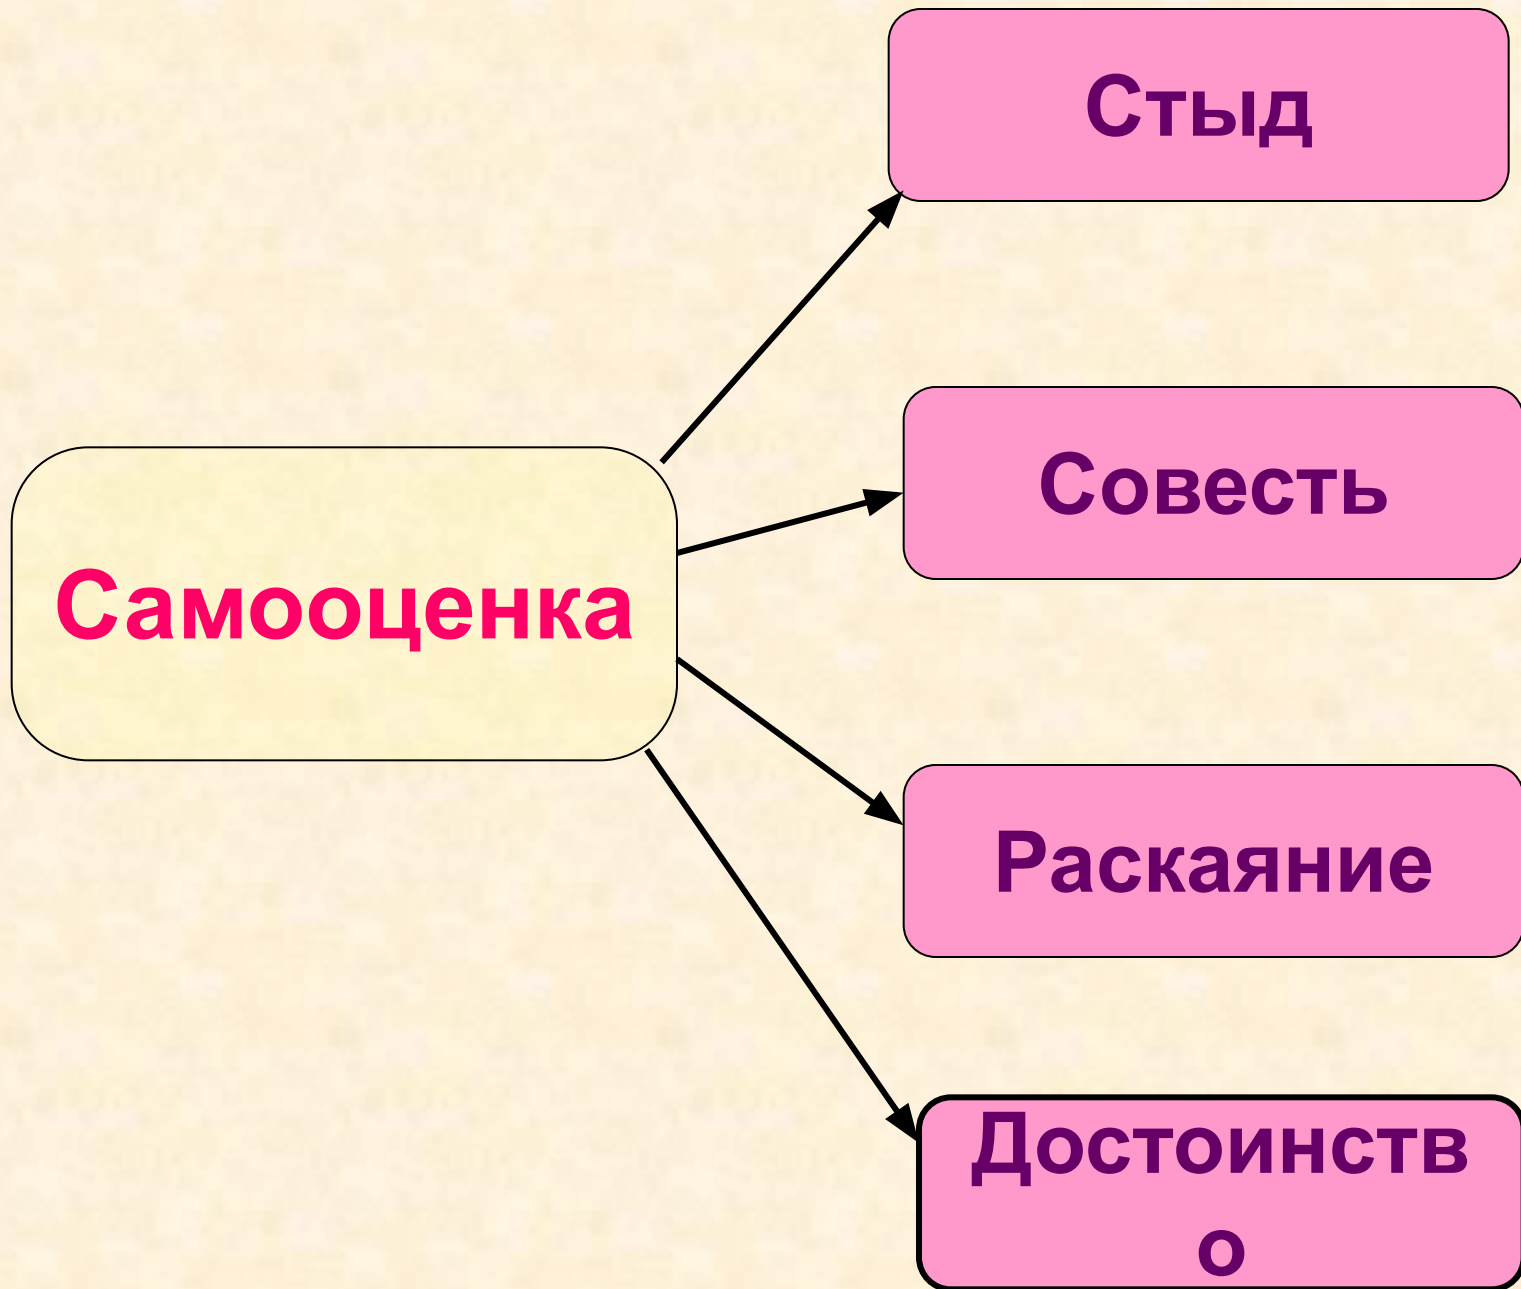 Стыд
Совесть
Самооценка
Раскаяние
Достоинств
о